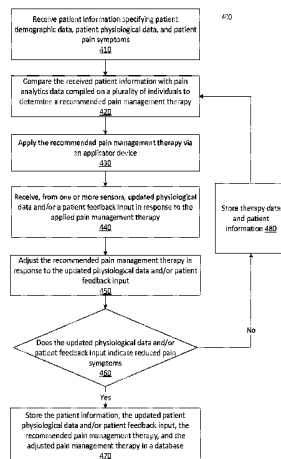 400
Receive patient information specifying patient
demographic data, patient physiological data, and patient
pain symptoms
410
Compare the received patient information with pain
analytics data compiled on a plurality of individuals to
determine a recommended pain management therapy
420
Apply the recommended pain management therapy via
an applicator device
430
Receive, from one or more sensors, updated physiological
data and/or a patient feedback input in response to the
applied pain management therapy
440
Adjust the recommended pain management therapy in
response to the updated physiological data and/or patient
feedback input
450
Does the updated physiological data and/or
patient feedback input indicate reduced pain
symptoms
460
No
Store therapy data
and patient
information 480
Yes
Store the patient information, the updated patient
physiological data and/or patient feedback input, the
recommended pain management therapy, and the
adjusted pain management therapy in a database
470